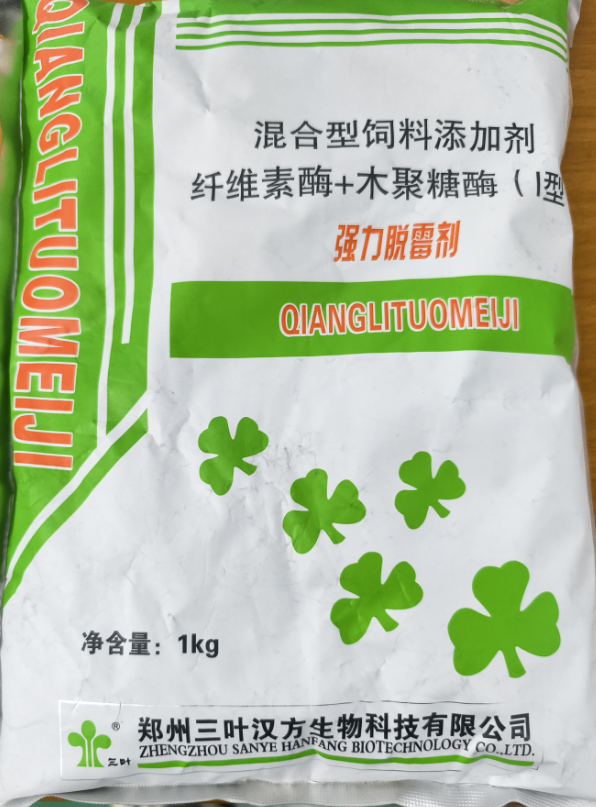 QIANGLITUOMEIJI
混合型饲料添加剂
纤维素酶+木聚糖酶（I型
强力脱霉剂
QIANGLITUOMEIJI
净含量：1kg
®
三叶
郑州三叶汉方生物科技有限公司
ZHENGZHOU SANYE HANFANG BIOTECHNOLOGY CO.,LTD.